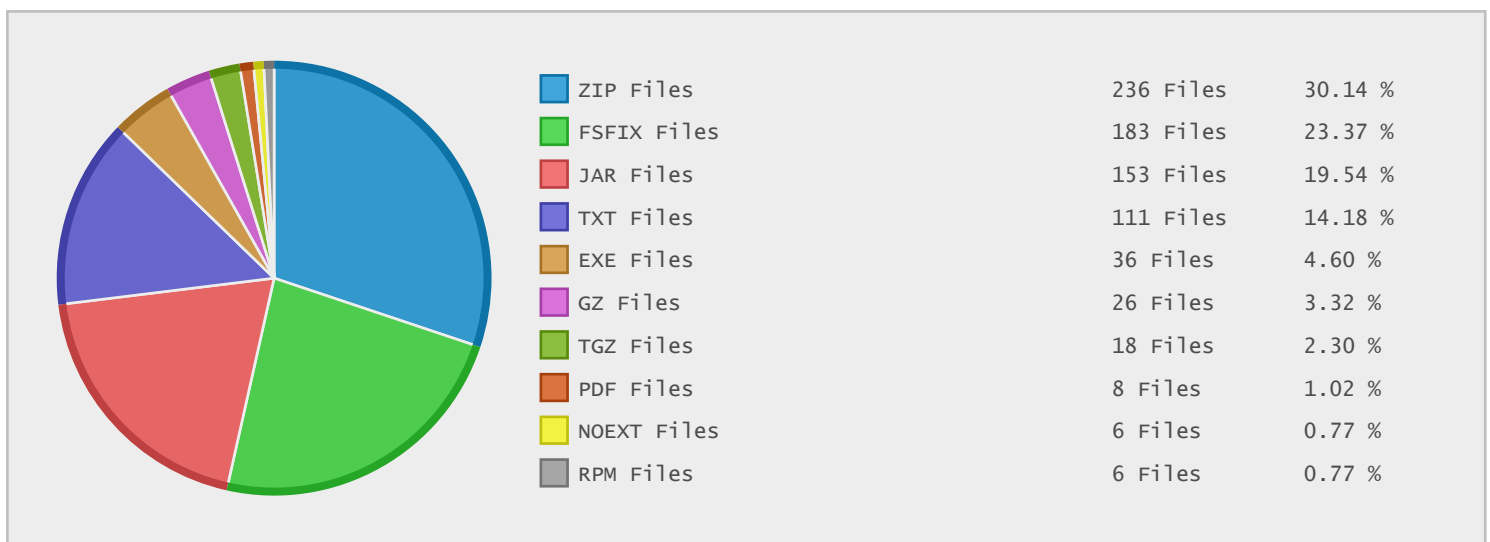 ZIP Files 236 Files 30.14 %
FSFIX Files 183 Files 23.37 %
JAR Files 153 Files 19.54 %
TXT Files 111 Files 14.18 %
EXE Files 36 Files 4.60 %
GZ Files 26 Files 3.32 %
TGZ Files 18 Files 2.30 %
PDF Files 8 Files 1.02 %
NOEXT Files 6 Files 0.77 %
RPM Files 6 Files 0.77 %